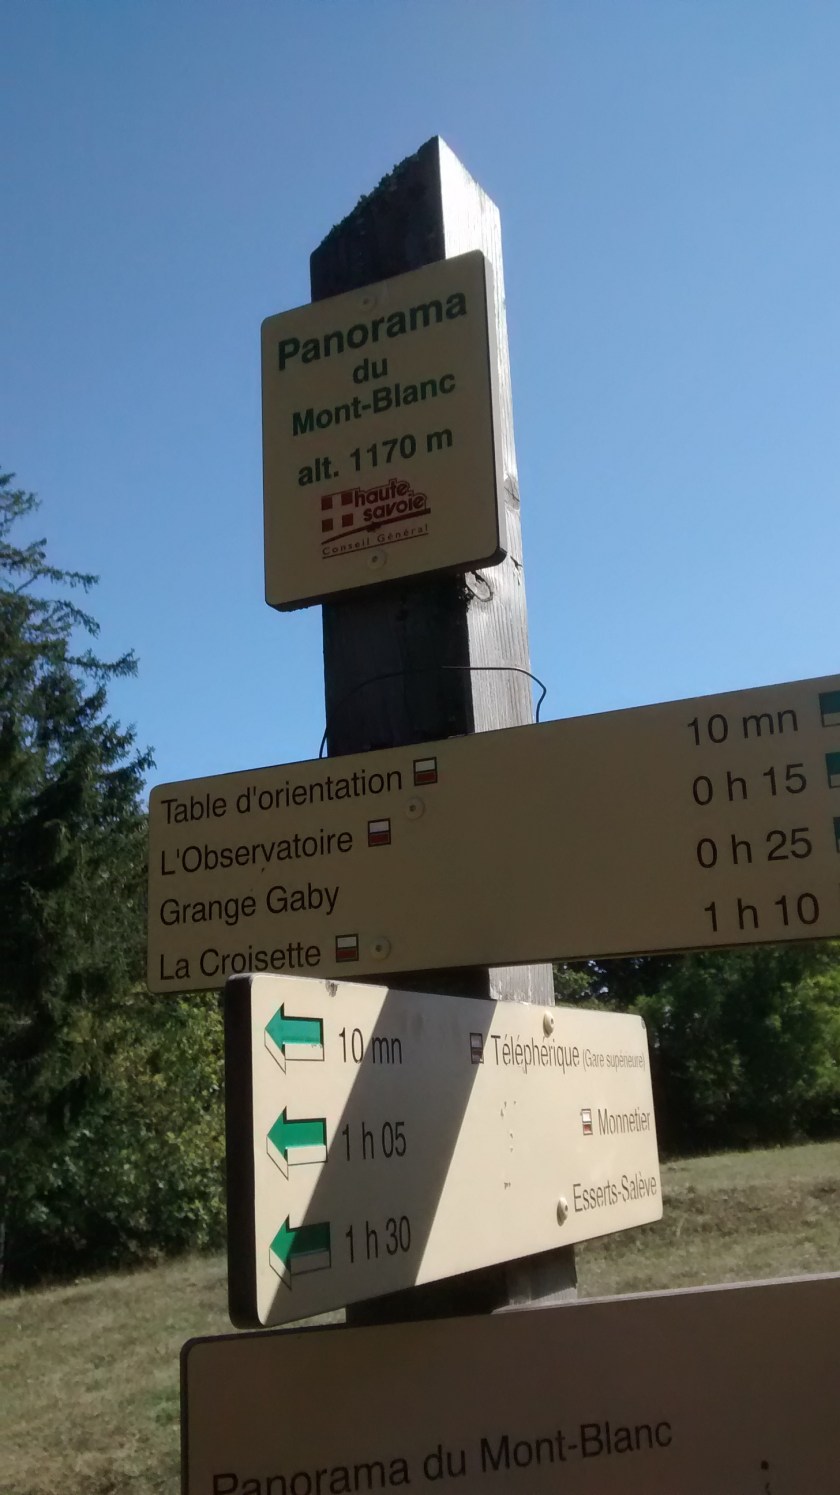 Panorama
du
Mont-Blanc
alt. 1170 m
haute
savoie
Conseil Général
Table d'orientation 10 mn
L'Observatoire 0 h 15
Grange Gaby 0 h 25
La Croisette 1 h 10
10 mn Téléphérique (Gare supérieure)
1 h 05 Monnetier
1 h 30 Esserts-Salève
Panorama du Mont-Blanc